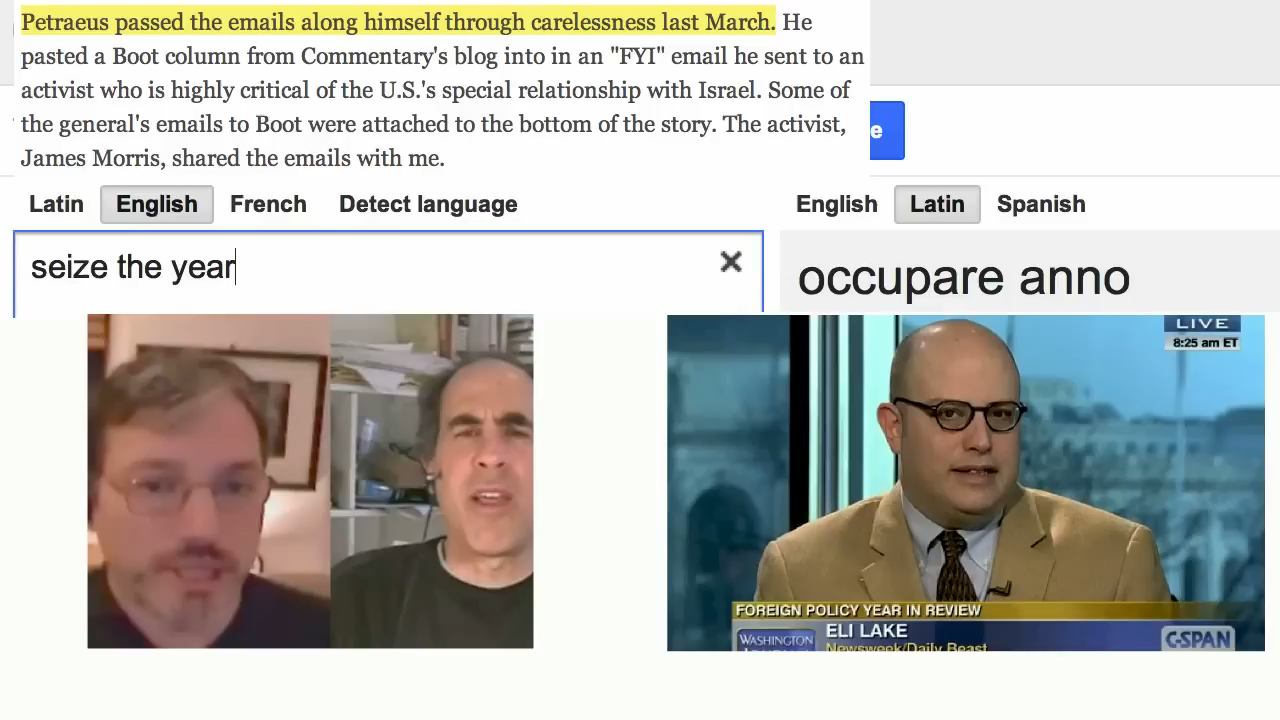 Petraeus passed the emails along himself through carelessness last March. He
pasted a Boot column from Commentary's blog into in an "FYI" email he sent to an
activist who is highly critical of the U.S.'s special relationship with Israel. Some of
the general's emails to Boot were attached to the bottom of the story. The activist,
James Morris, shared the emails with me.
e
Latin English French Detect language
English Latin Spanish
seize the year
occupare anno
LIVE
8:25 am ET
FOREIGN POLICY YEAR IN REVIEW
ELI LAKE
Newsweek/Daily Beast
WASHINGTON
C-SPAN